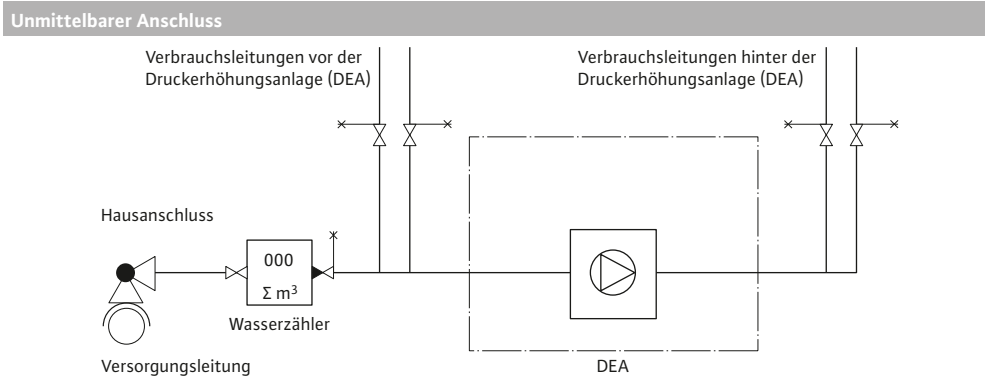 Unmittelbarer Anschluss
Verbrauchsleitungen vor der
Druckerhöhungsanlage (DEA)
Verbrauchsleitungen hinter der
Druckerhöhungsanlage (DEA)
Hausanschluss
000
Σ m³
Wasserzähler
Versorgungsleitung
DEA